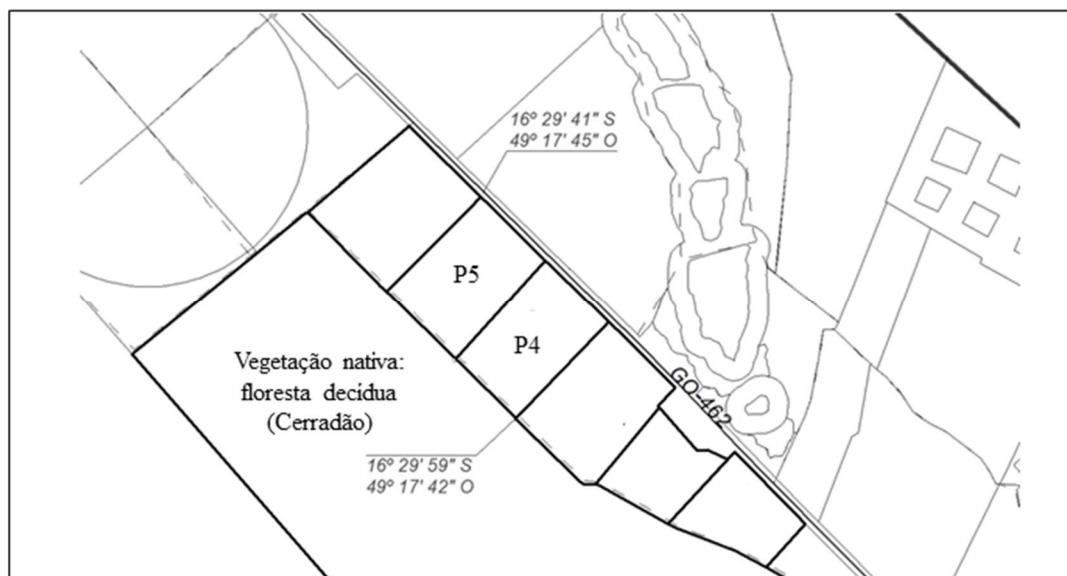 16º 29' 41" S
49º 17' 45" O
P5
P4
Vegetação nativa:
floresta decídua
(Cerradão)
GO-462
16º 29' 59" S
49º 17' 42" O